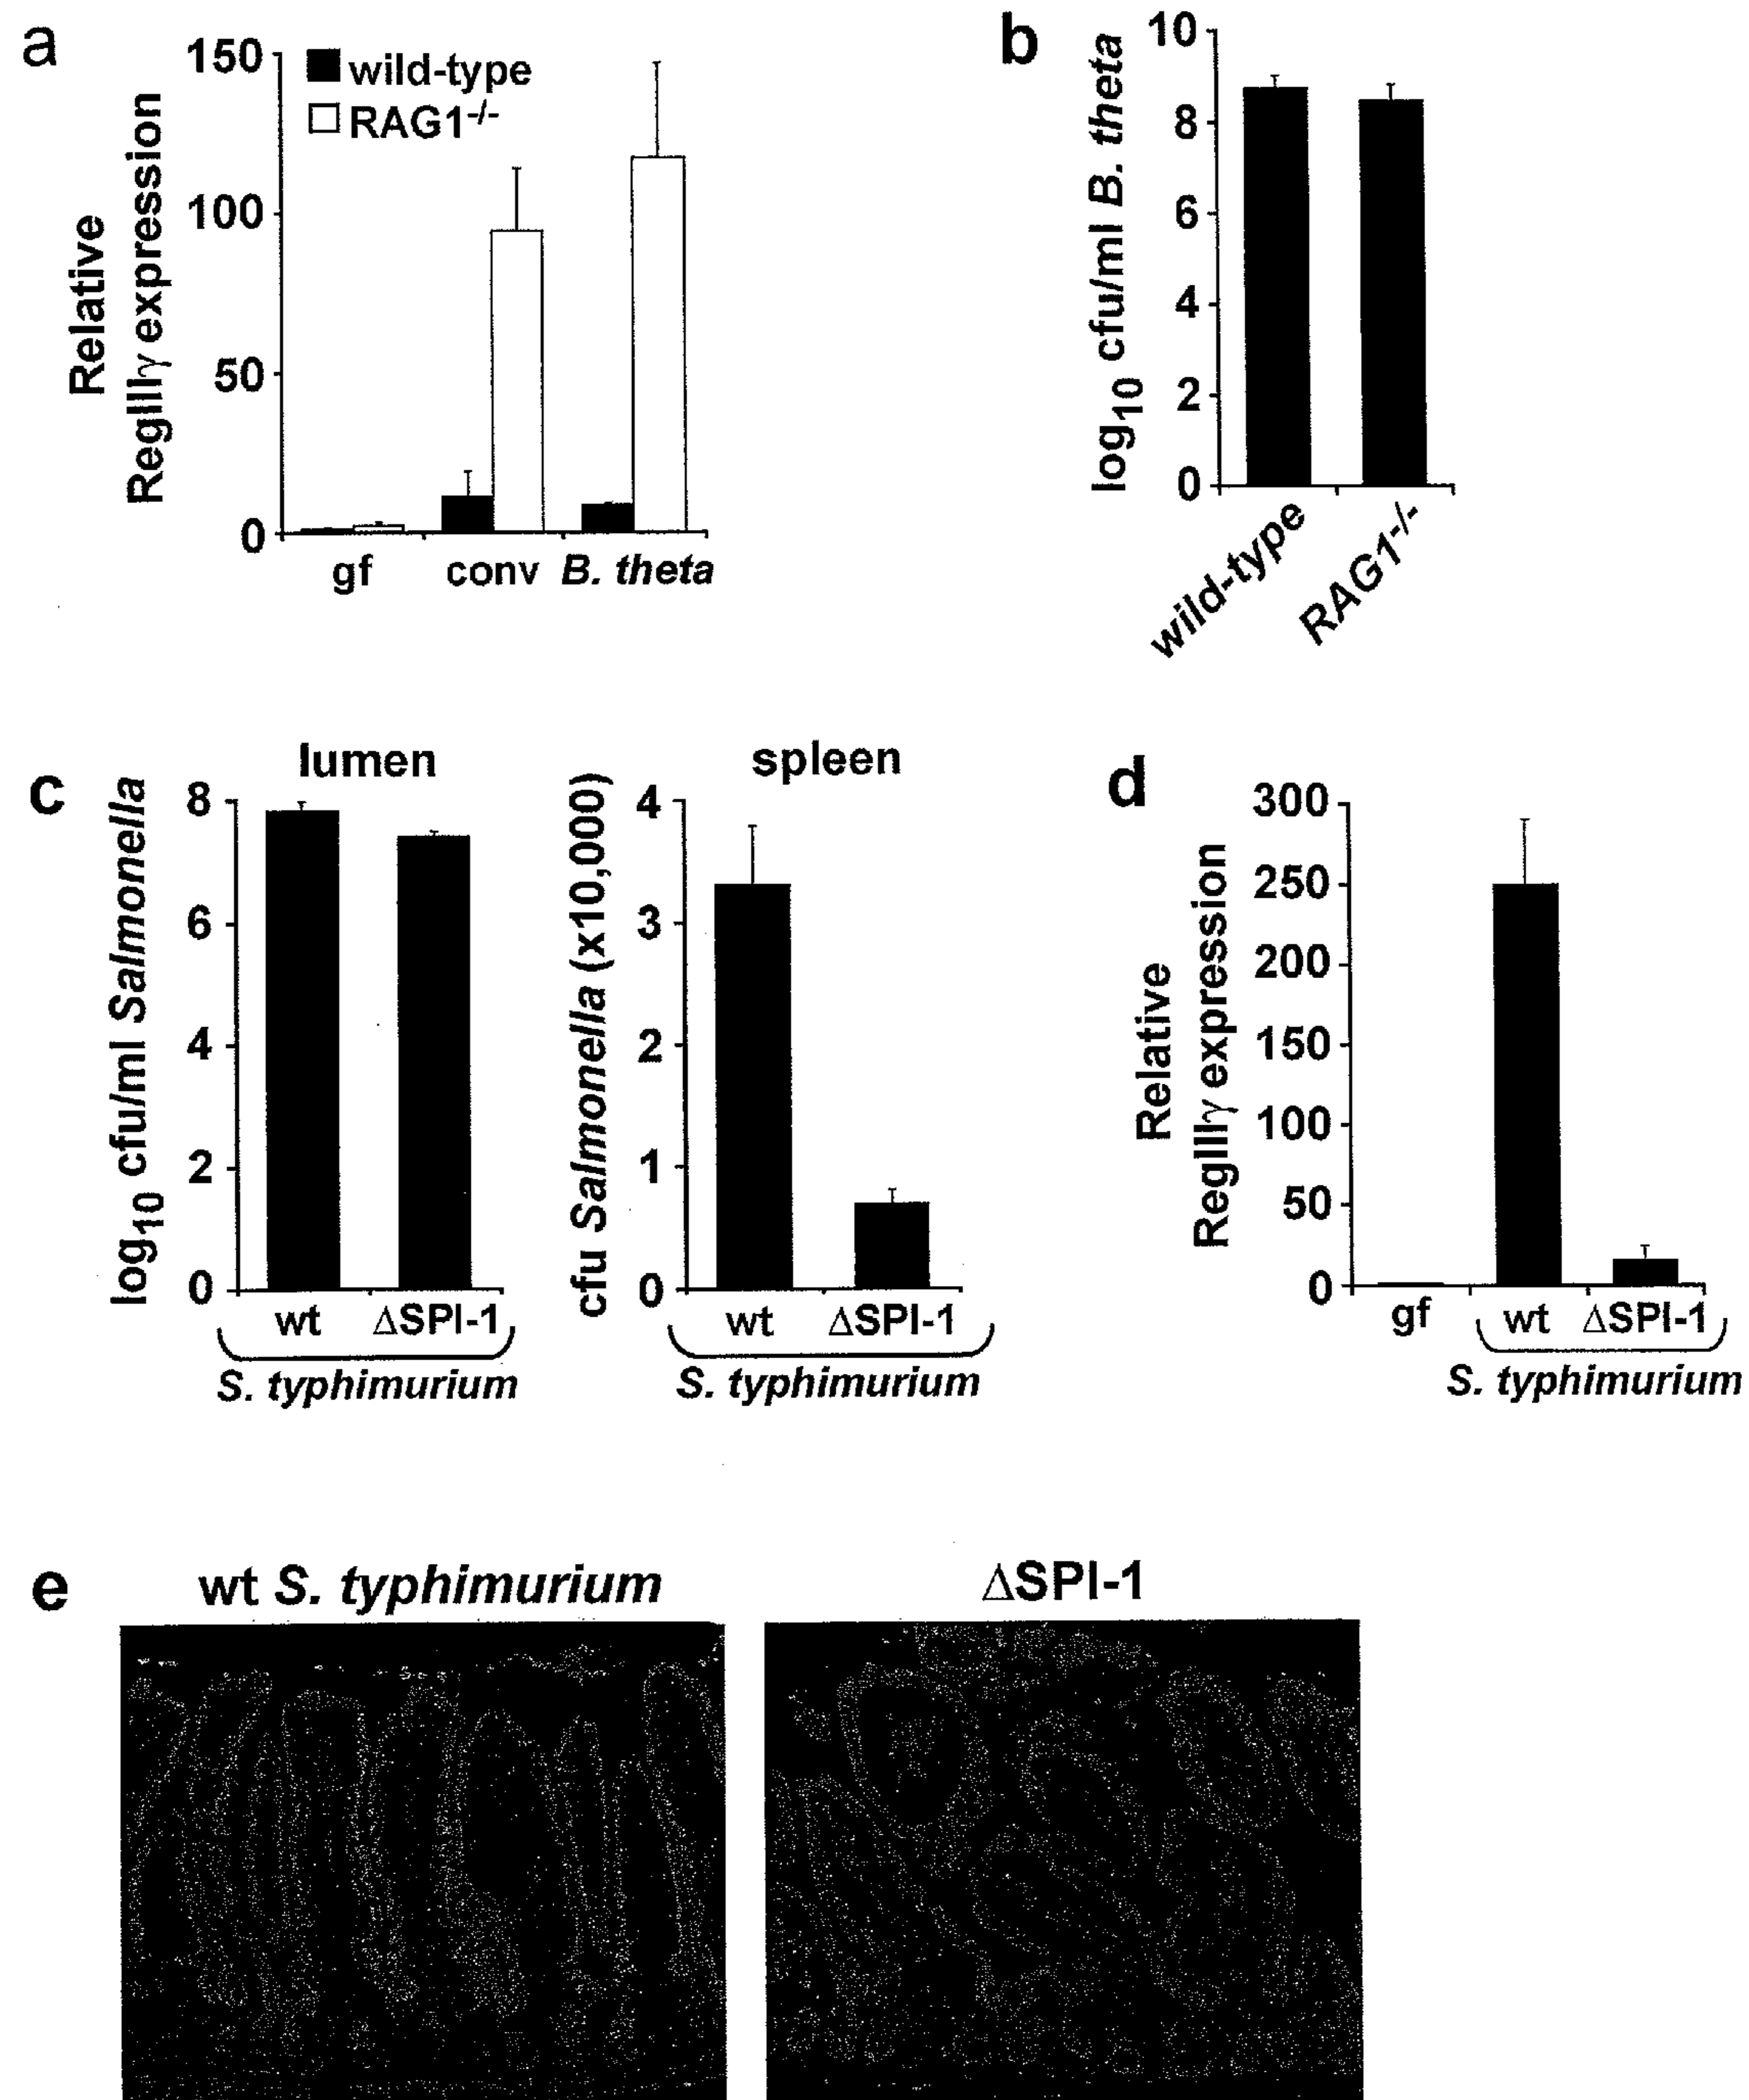 a
150
100
50
0
Relative
RegIIIγ expression
wild-type
RAG1-/-
gf conv B. theta
b
10
8
6
4
2
0
log10 cfu/ml B. theta
wild-type
RAG1-/-
c
lumen
8
6
4
2
0
log10 cfu/ml Salmonella
wt ΔSPI-1
S. typhimurium
spleen
4
3
2
1
0
cfu Salmonella (x10,000)
wt ΔSPI-1
S. typhimurium
d
300
250
200
150
100
50
0
Relative
RegIIIγ expression
gf wt ΔSPI-1
S. typhimurium
e
wt S. typhimurium
ΔSPI-1